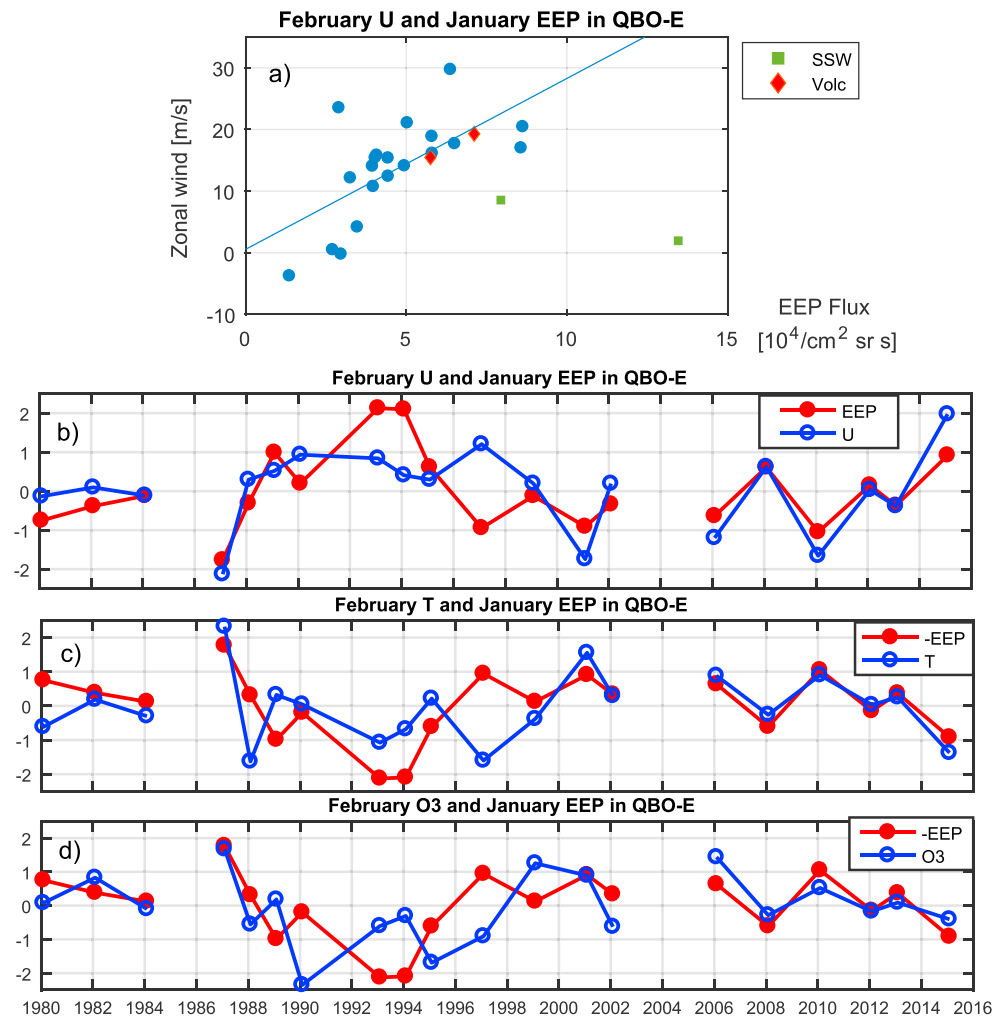 February U and January EEP in QBO-E
a)
SSW
Volc
Zonal wind [m/s]
30
20
10
0
-10
0 5 10 15
EEP Flux
[10^4/cm^2 sr s]
February U and January EEP in QBO-E
b)
EEP
U
2
1
0
-1
-2
February T and January EEP in QBO-E
c)
-EEP
T
2
1
0
-1
-2
February O3 and January EEP in QBO-E
d)
-EEP
O3
2
1
0
-1
-2
1980 1982 1984 1986 1988 1990 1992 1994 1996 1998 2000 2002 2004 2006 2008 2010 2012 2014 2016